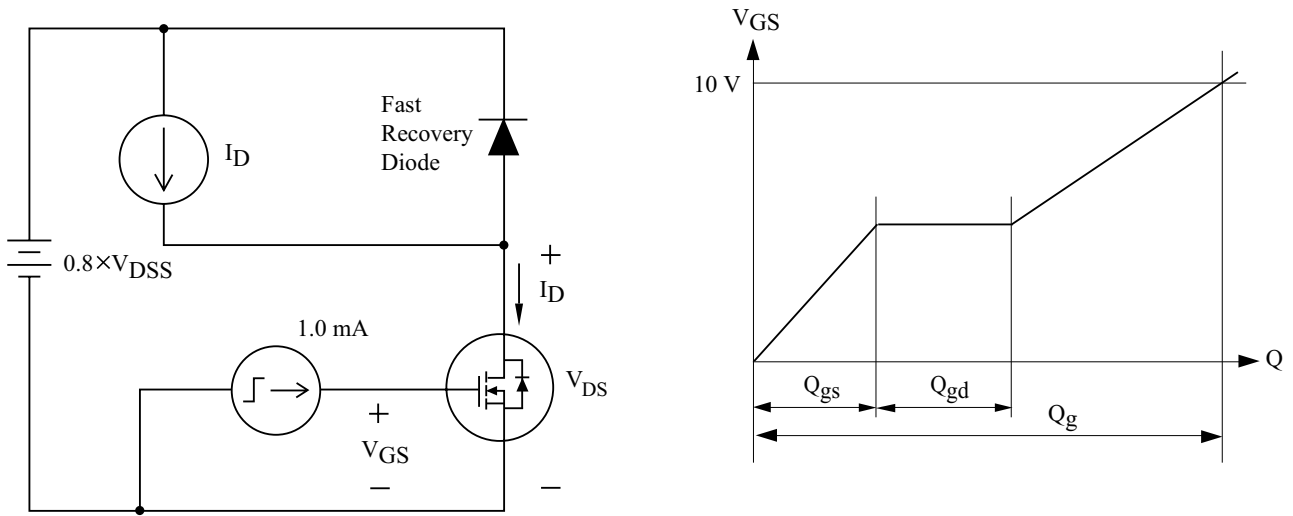 Fast
Recovery
Diode
I_D
0.8×V_DSS
+
I_D
1.0 mA
V_DS
+
V_GS
−
−
V_GS
10 V
Q
Q_gs
Q_gd
Q_g